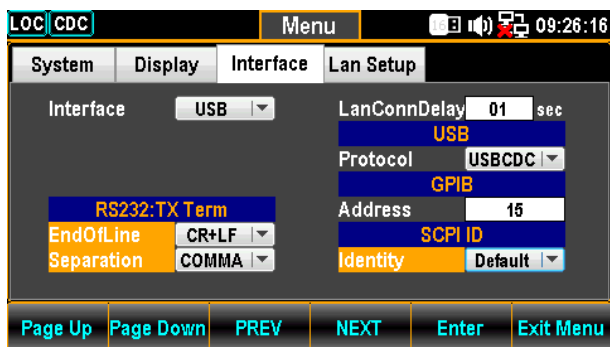 LOC CDC Menu 16 09:26:16
System Display Interface Lan Setup
Interface USB LanConnDelay 01 sec
USB
Protocol USBCDC
GPIB
RS232:TX Term Address 15
EndOfLine CR+LF SCPI ID
Separation COMMA Identity Default
Page Up Page Down PREV NEXT Enter Exit Menu